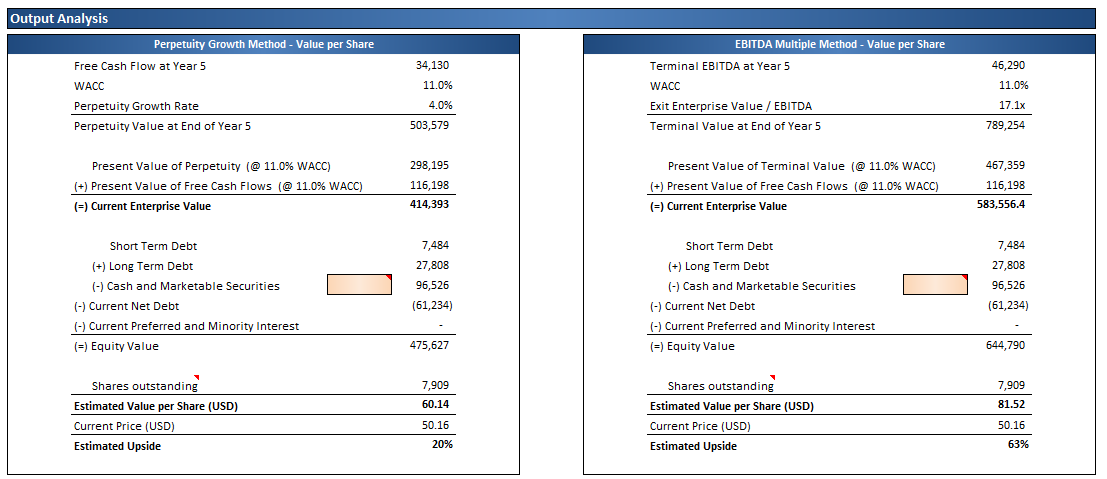 Output Analysis
Perpetuity Growth Method - Value per Share
Free Cash Flow at Year 5 34,130
WACC 11.0%
Perpetuity Growth Rate 4.0%
Perpetuity Value at End of Year 5 503,579
Present Value of Perpetuity (@ 11.0% WACC) 298,195
(+) Present Value of Free Cash Flows (@ 11.0% WACC) 116,198
(=) Current Enterprise Value 414,393
Short Term Debt 7,484
(+) Long Term Debt 27,808
(-) Cash and Marketable Securities 96,526
(-) Current Net Debt (61,234)
(-) Current Preferred and Minority Interest -
(=) Equity Value 475,627
Shares outstanding 7,909
Estimated Value per Share (USD) 60.14
Current Price (USD) 50.16
Estimated Upside 20%
EBITDA Multiple Method - Value per Share
Terminal EBITDA at Year 5 46,290
WACC 11.0%
Exit Enterprise Value / EBITDA 17.1x
Terminal Value at End of Year 5 789,254
Present Value of Terminal Value (@ 11.0% WACC) 467,359
(+) Present Value of Free Cash Flows (@ 11.0% WACC) 116,198
(=) Current Enterprise Value 583,556.4
Short Term Debt 7,484
(+) Long Term Debt 27,808
(-) Cash and Marketable Securities 96,526
(-) Current Net Debt (61,234)
(-) Current Preferred and Minority Interest -
(=) Equity Value 644,790
Shares outstanding 7,909
Estimated Value per Share (USD) 81.52
Current Price (USD) 50.16
Estimated Upside 63%